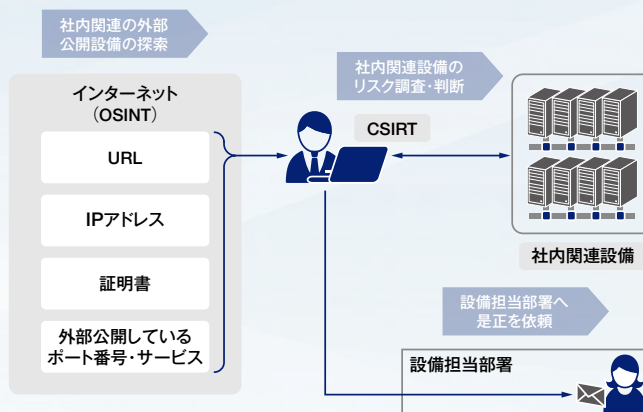 社内関連の外部
公開設備の探索
インターネット
（OSINT）
URL
IPアドレス
証明書
外部公開している
ポート番号・サービス
社内関連設備の
リスク調査・判断
CSIRT
社内関連設備
設備担当部署へ
是正を依頼
設備担当部署